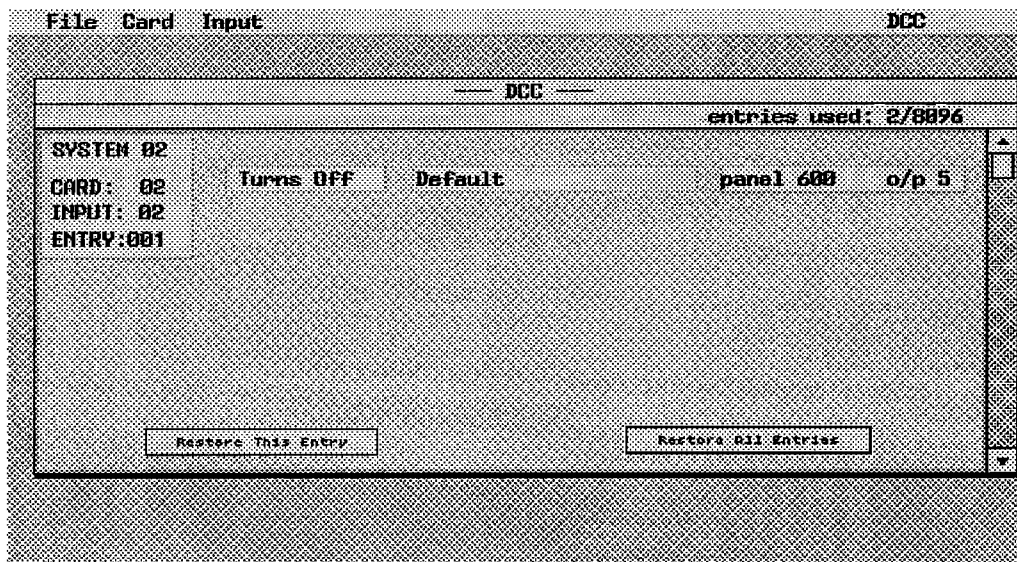 File Card Input DCC
DCC
entries used: 2/8096
SYSTEM 02
CARD: 02
INPUT: 02
ENTRY:001
Turns Off Default panel 600 o/p 5
Restore This Entry
Restore All Entries